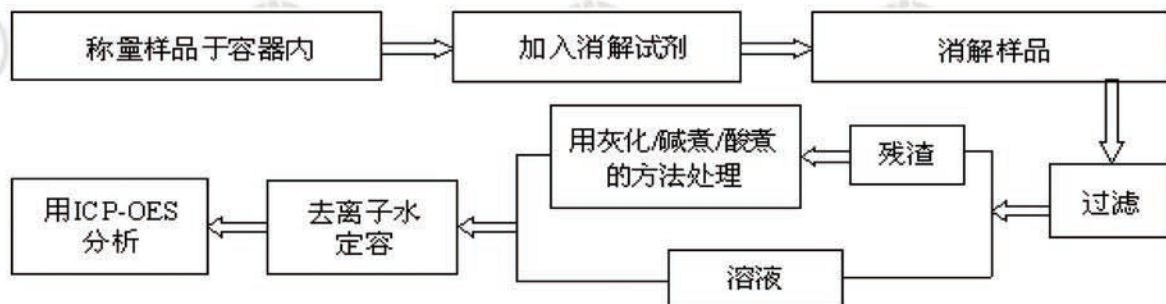 称量样品于容器内
加入消解试剂
消解样品
过滤
残渣
用灰化/碱煮/酸煮
的方法处理
溶液
去离子水
定容
用ICP-OES
分析